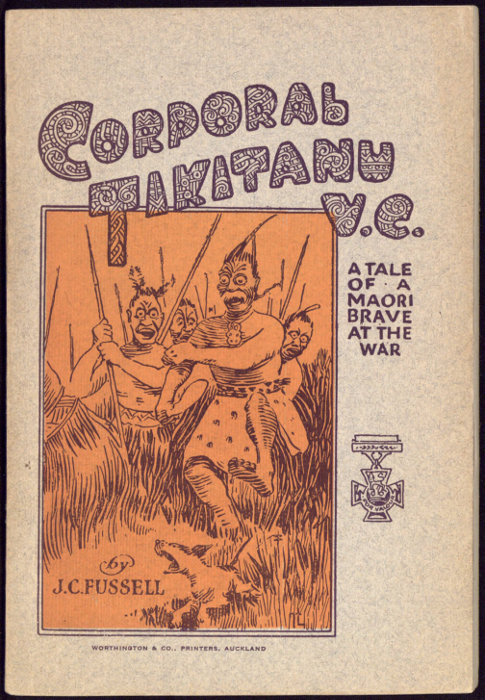 CORPORAL
TIKITANU
V.C.
A TALE
OF · A
MAORI
BRAVE
AT THE
WAR
by
J.C.FUSSELL
WORTHINGTON & CO., PRINTERS, AUCKLAND